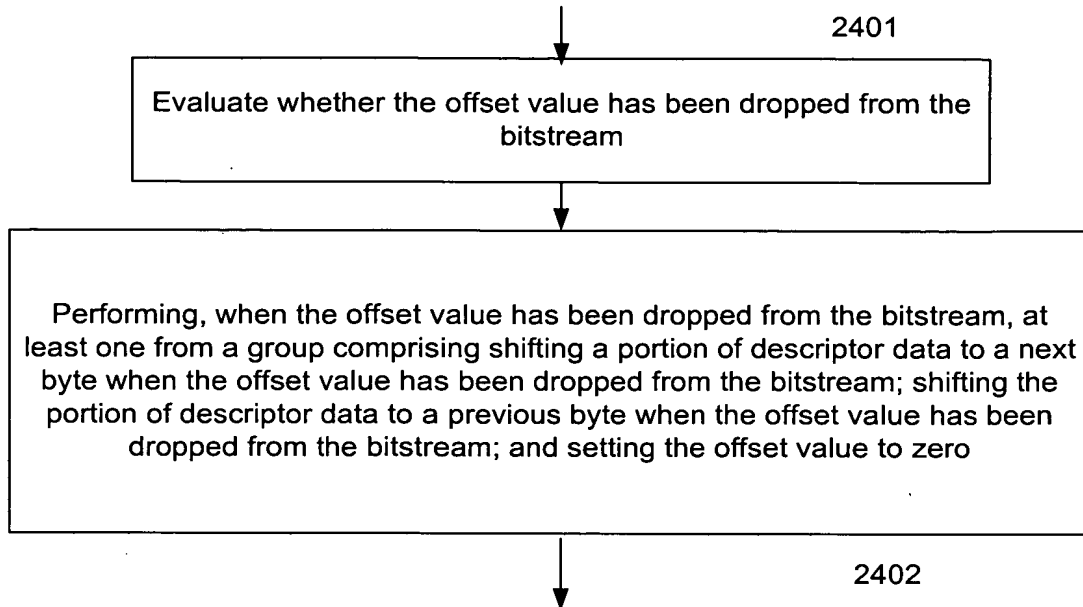 2401
Evaluate whether the offset value has been dropped from the
bitstream
Performing, when the offset value has been dropped from the bitstream, at
least one from a group comprising shifting a portion of descriptor data to a next
byte when the offset value has been dropped from the bitstream; shifting the
portion of descriptor data to a previous byte when the offset value has been
dropped from the bitstream; and setting the offset value to zero
2402